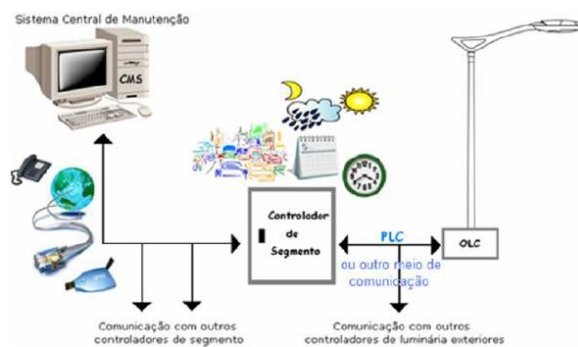 Sistema Central de Manutenção
CMS
Controlador
de
Segmento
PLC
ou outro meio de
comunicação
OLC
Comunicação com outros
controladores de segmento
Comunicação com outros
controladores de luminária exteriores